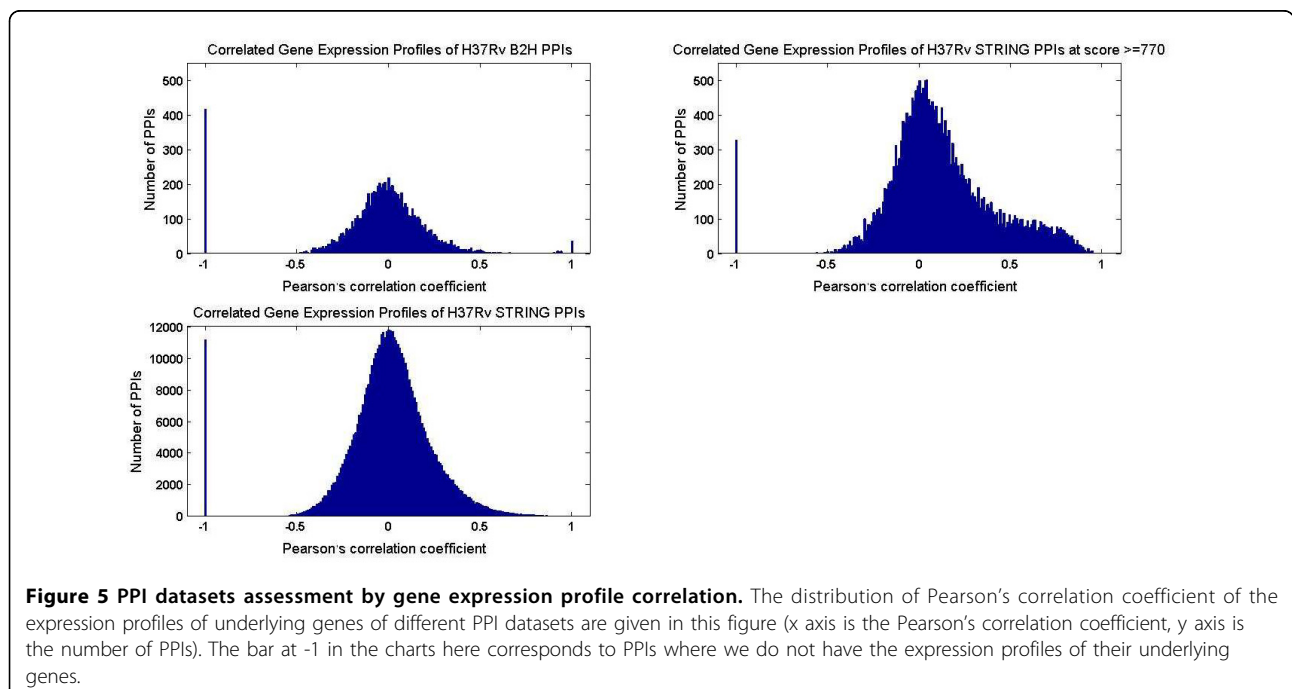 Correlated Gene Expression Profiles of H37Rv B2H PPIs
500
400
300
200
100
0
Number of PPIs
-1
-0.5
0
0.5
1
Pearson's correlation coefficient
Correlated Gene Expression Profiles of H37Rv STRING PPIs at score >=770
500
400
300
200
100
0
Number of PPIs
-1
-0.5
0
0.5
1
Pearson's correlation coefficient
Correlated Gene Expression Profiles of H37Rv STRING PPIs
12000
10000
8000
6000
4000
2000
0
Number of PPIs
-1
-0.5
0
0.5
1
Pearson's correlation coefficient
Figure 5 PPI datasets assessment by gene expression profile correlation. The distribution of Pearson's correlation coefficient of the
expression profiles of underlying genes of different PPI datasets are given in this figure (x axis is the Pearson's correlation coefficient, y axis is
the number of PPIs). The bar at -1 in the charts here corresponds to PPIs where we do not have the expression profiles of their underlying
genes.